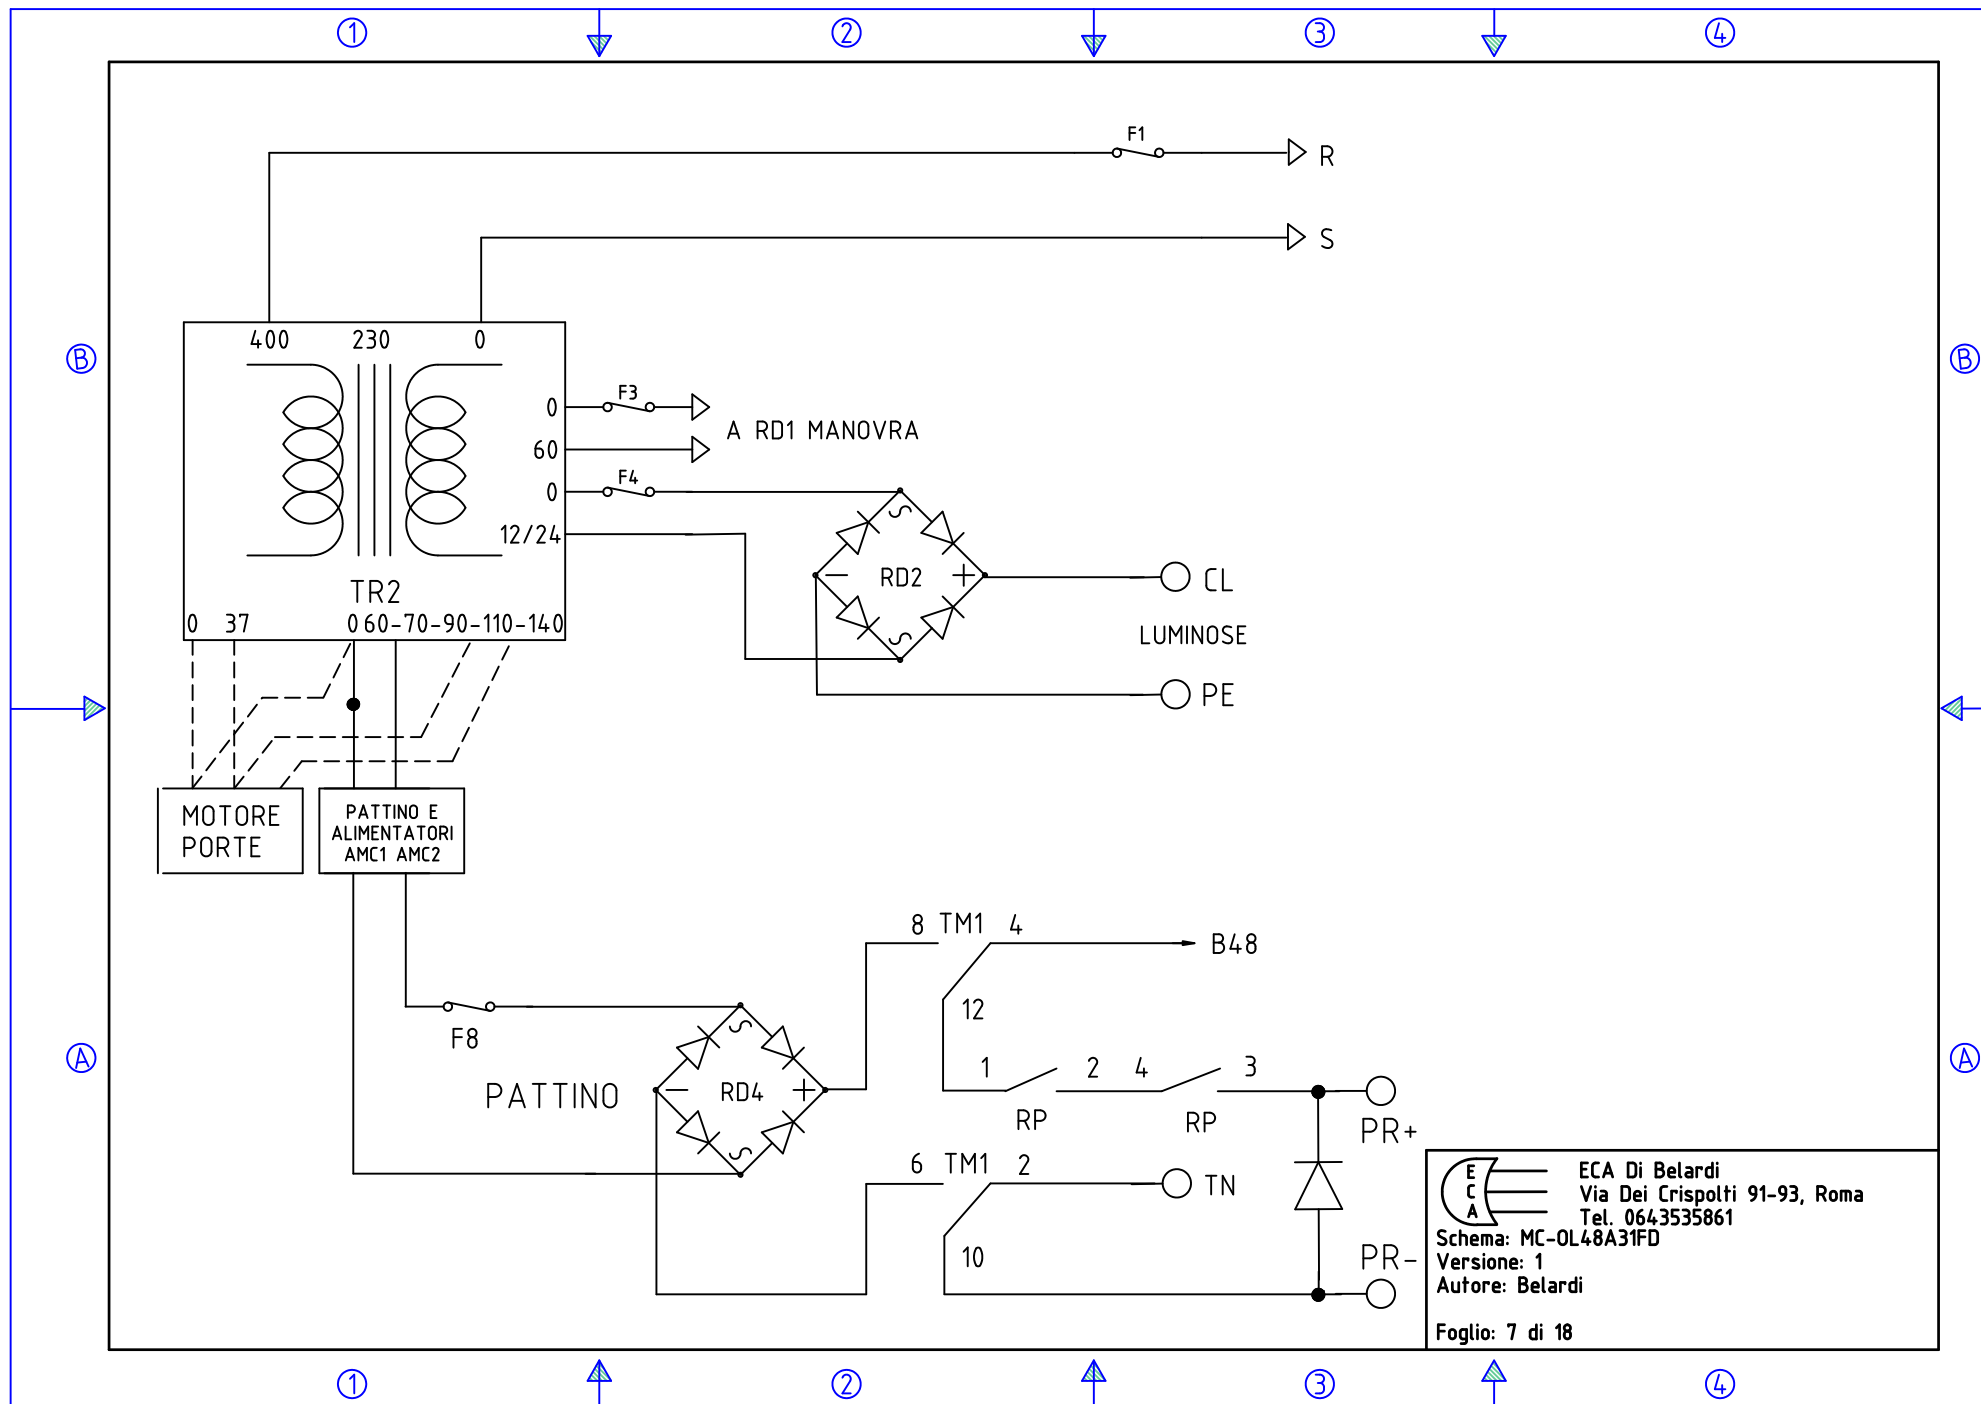 1 2 3 4
F1
R
S
B B
400 230 0
0 F3
A RD1 MANOVRA
60
0 F4
12/24
S
- RD2 +
S
CL
LUMINOSE
PE
TR2
0 37 0 60-70-90-110-140
MOTORE
PORTE
PATTINO E
ALIMENTATORI
AMC1 AMC2
8 TM1 4
B48
12
F8
A A
PATTINO
S
- RD4 +
S
1 2 4 3
RP RP
PR+
6 TM1 2
TN
10
PR-
E
C
A
ECA Di Belardi
Via Dei Crispolti 91-93, Roma
Tel. 0643535861
Schema: MC-OL48A31FD
Versione: 1
Autore: Belardi
Foglio: 7 di 18
1 2 3 4